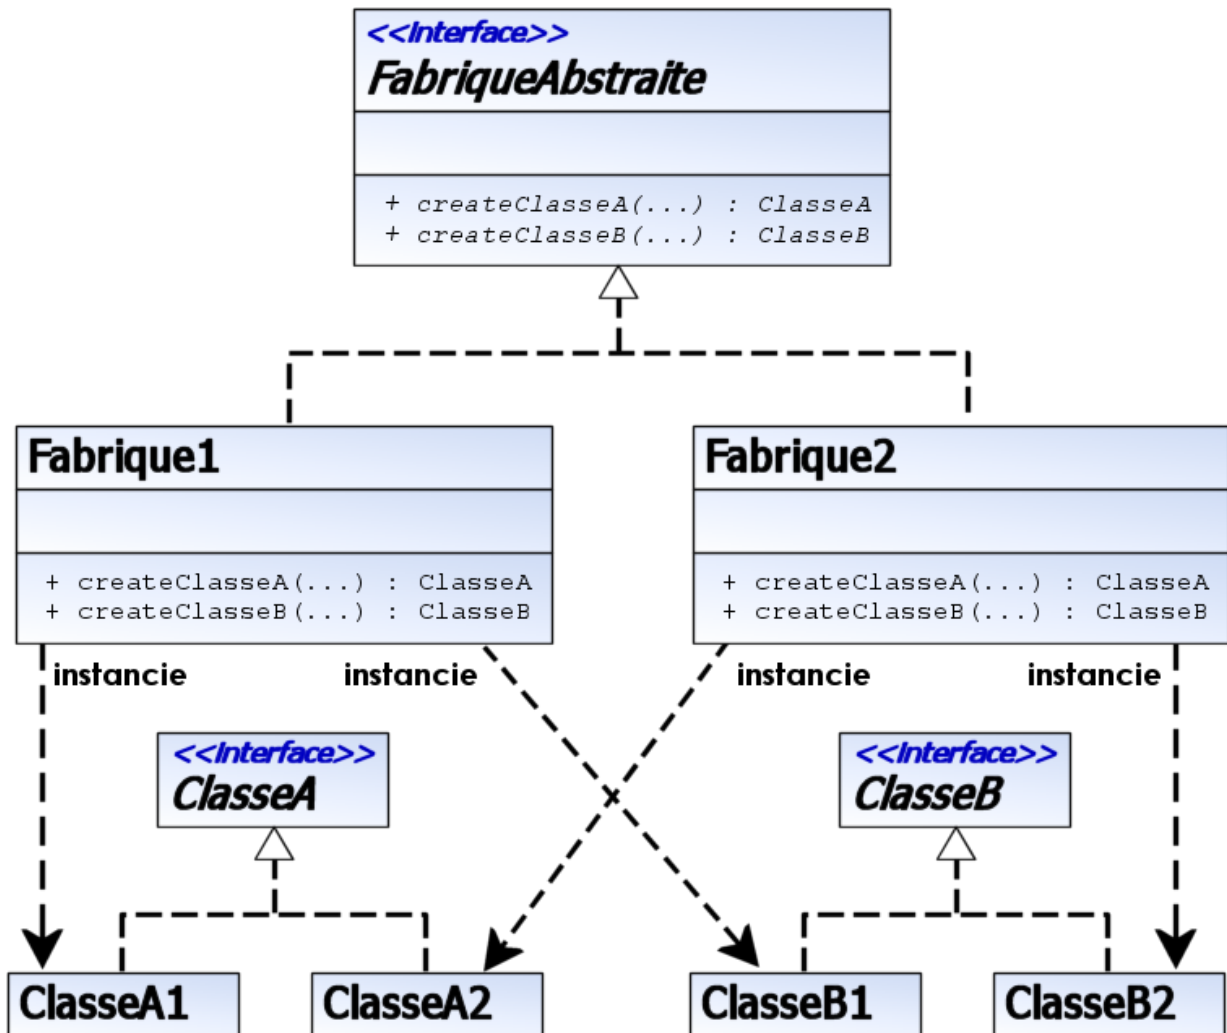 <<Interface>>
FabriqueAbstraite
+ createClasseA(...) : ClasseA
+ createClasseB(...) : ClasseB
Fabrique1
+ createClasseA(...) : ClasseA
+ createClasseB(...) : ClasseB
Fabrique2
+ createClasseA(...) : ClasseA
+ createClasseB(...) : ClasseB
instancie
instancie
instancie
instancie
<<Interface>>
ClasseA
<<Interface>>
ClasseB
ClasseA1
ClasseA2
ClasseB1
ClasseB2